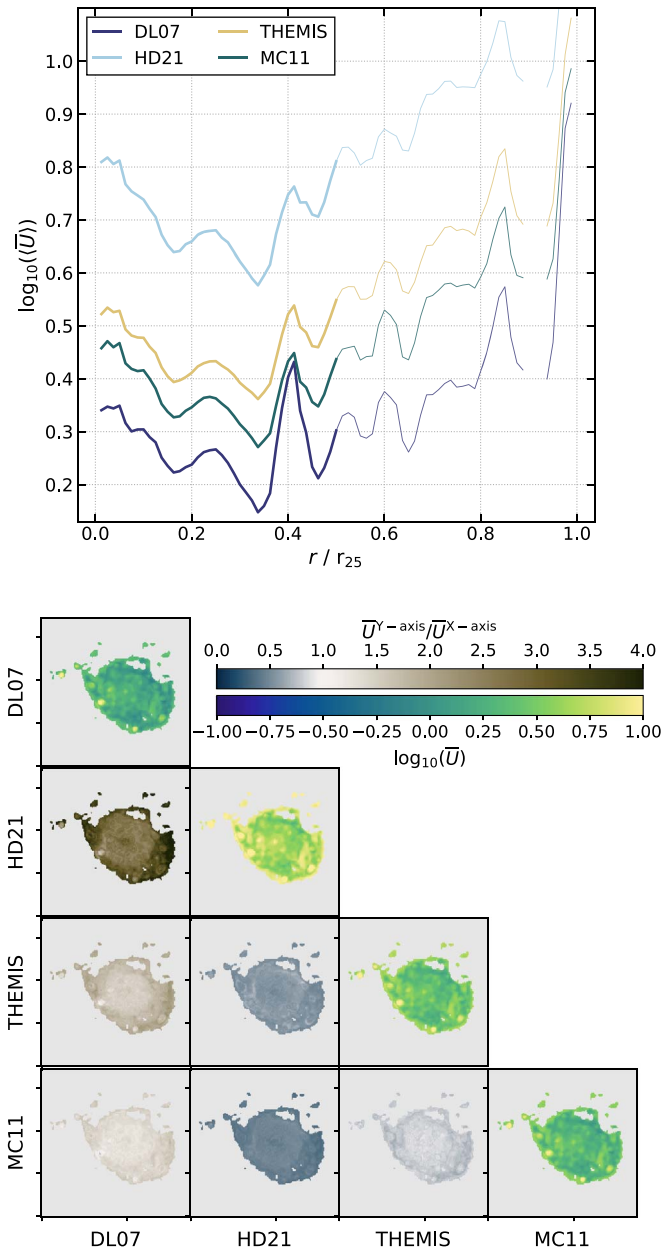 DL07 THEMIS
HD21 MC11
1.0
0.9
0.8
0.7
0.6
0.5
0.4
0.3
0.2
log₁₀(⟨U̅⟩)
0.0 0.2 0.4 0.6 0.8 1.0
r / r₂₅
U̅^Y−axis/U̅^X−axis
0.0 0.5 1.0 1.5 2.0 2.5 3.0 3.5 4.0
−1.00 −0.75 −0.50 −0.25 0.00 0.25 0.50 0.75 1.00
log₁₀(U̅)
DL07
HD21
THEMIS
MC11
DL07 HD21 THEMIS MC11